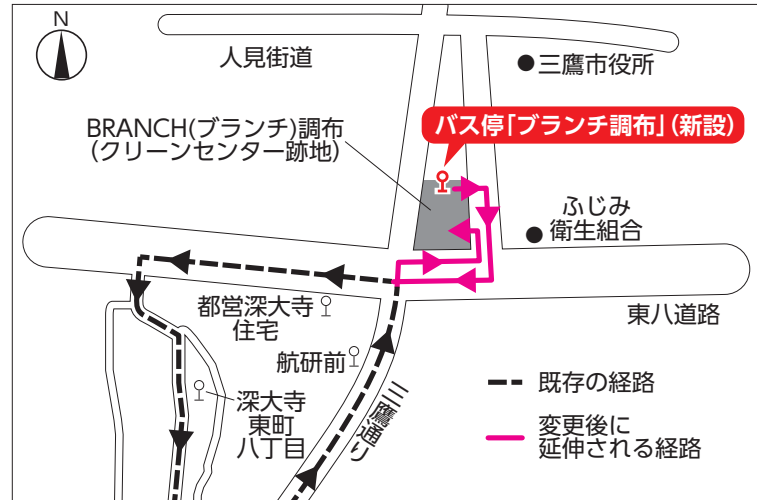 N
人見街道
三鷹市役所
BRANCH(ブランチ)調布
(クリーンセンター跡地)
バス停「ブランチ調布」(新設)
ふじみ
衛生組合
東八道路
都営深大寺
住宅
航研前
三鷹通り
深大寺
東町
八丁目
既存の経路
変更後に
延伸される経路